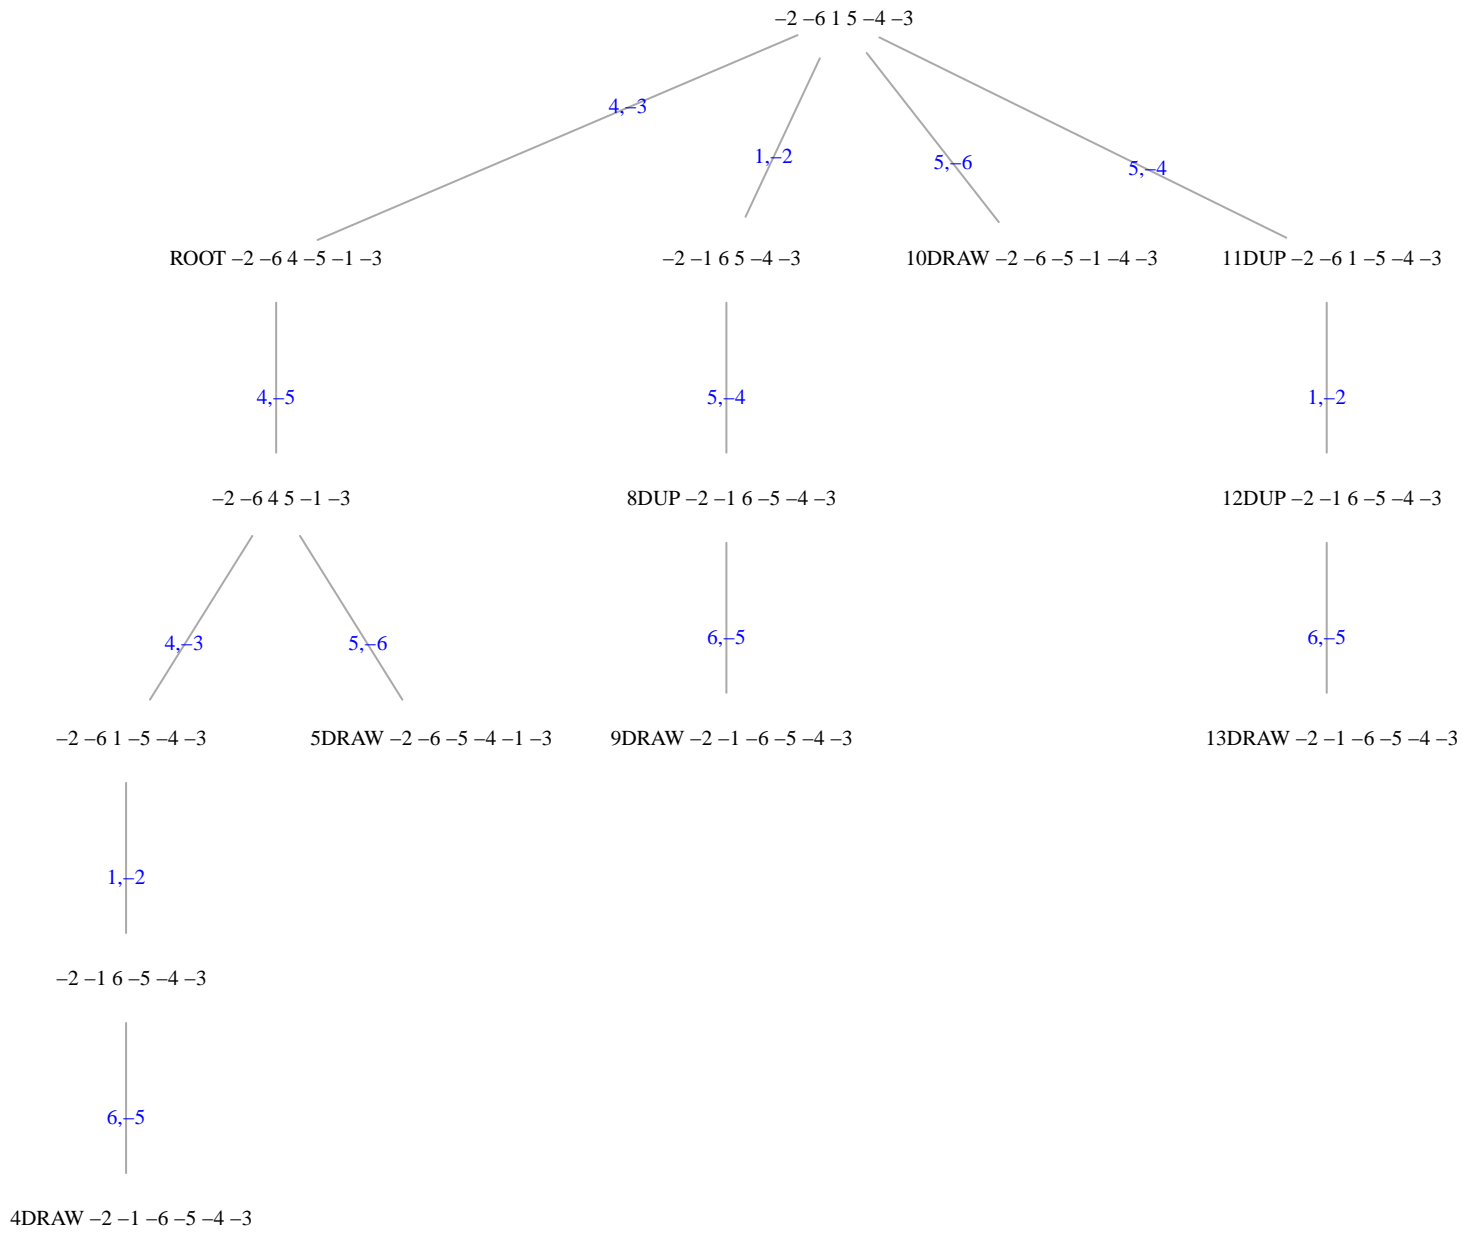 −2 −6 1 5 −4 −3
4,−3
1,−2
5,−6
5,−4
ROOT −2 −6 4 −5 −1 −3
−2 −1 6 5 −4 −3
10DRAW −2 −6 −5 −1 −4 −3
11DUP −2 −6 1 −5 −4 −3
4,−5
5,−4
1,−2
−2 −6 4 5 −1 −3
8DUP −2 −1 6 −5 −4 −3
12DUP −2 −1 6 −5 −4 −3
4,−3
5,−6
6,−5
6,−5
−2 −6 1 −5 −4 −3
5DRAW −2 −6 −5 −4 −1 −3
9DRAW −2 −1 −6 −5 −4 −3
13DRAW −2 −1 −6 −5 −4 −3
1,−2
−2 −1 6 −5 −4 −3
6,−5
4DRAW −2 −1 −6 −5 −4 −3